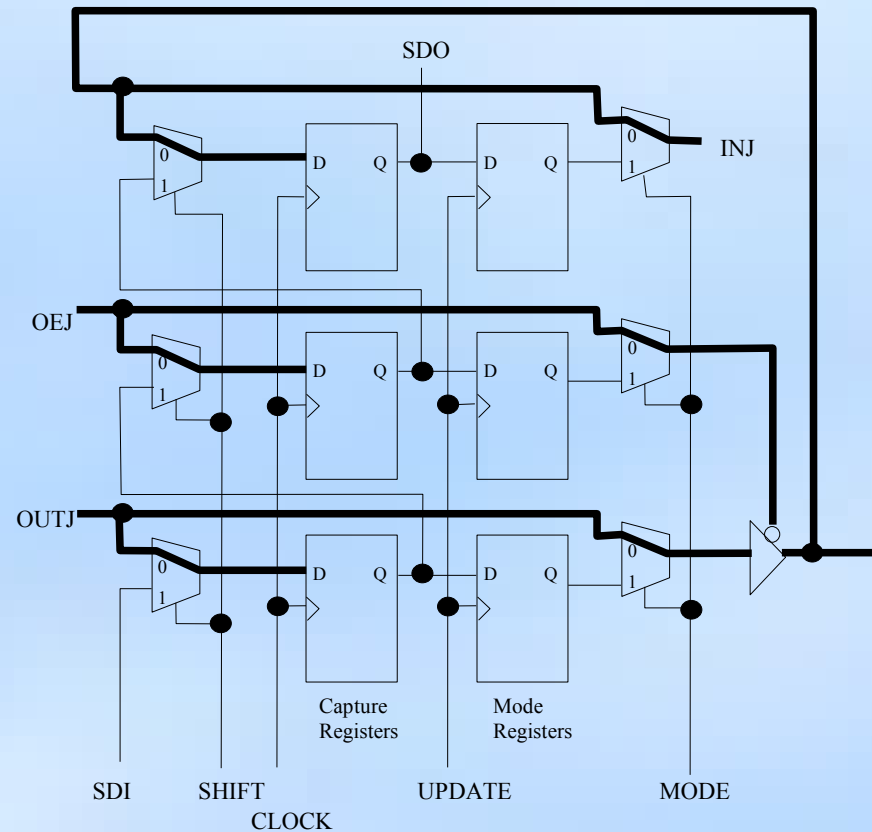 SDO
0
1
D
Q
D
Q
0
1
INJ
OEJ
0
1
D
Q
D
Q
0
1
OUTJ
0
1
D
Q
D
Q
0
1
Capture
Registers
Mode
Registers
SDI
SHIFT
UPDATE
MODE
CLOCK